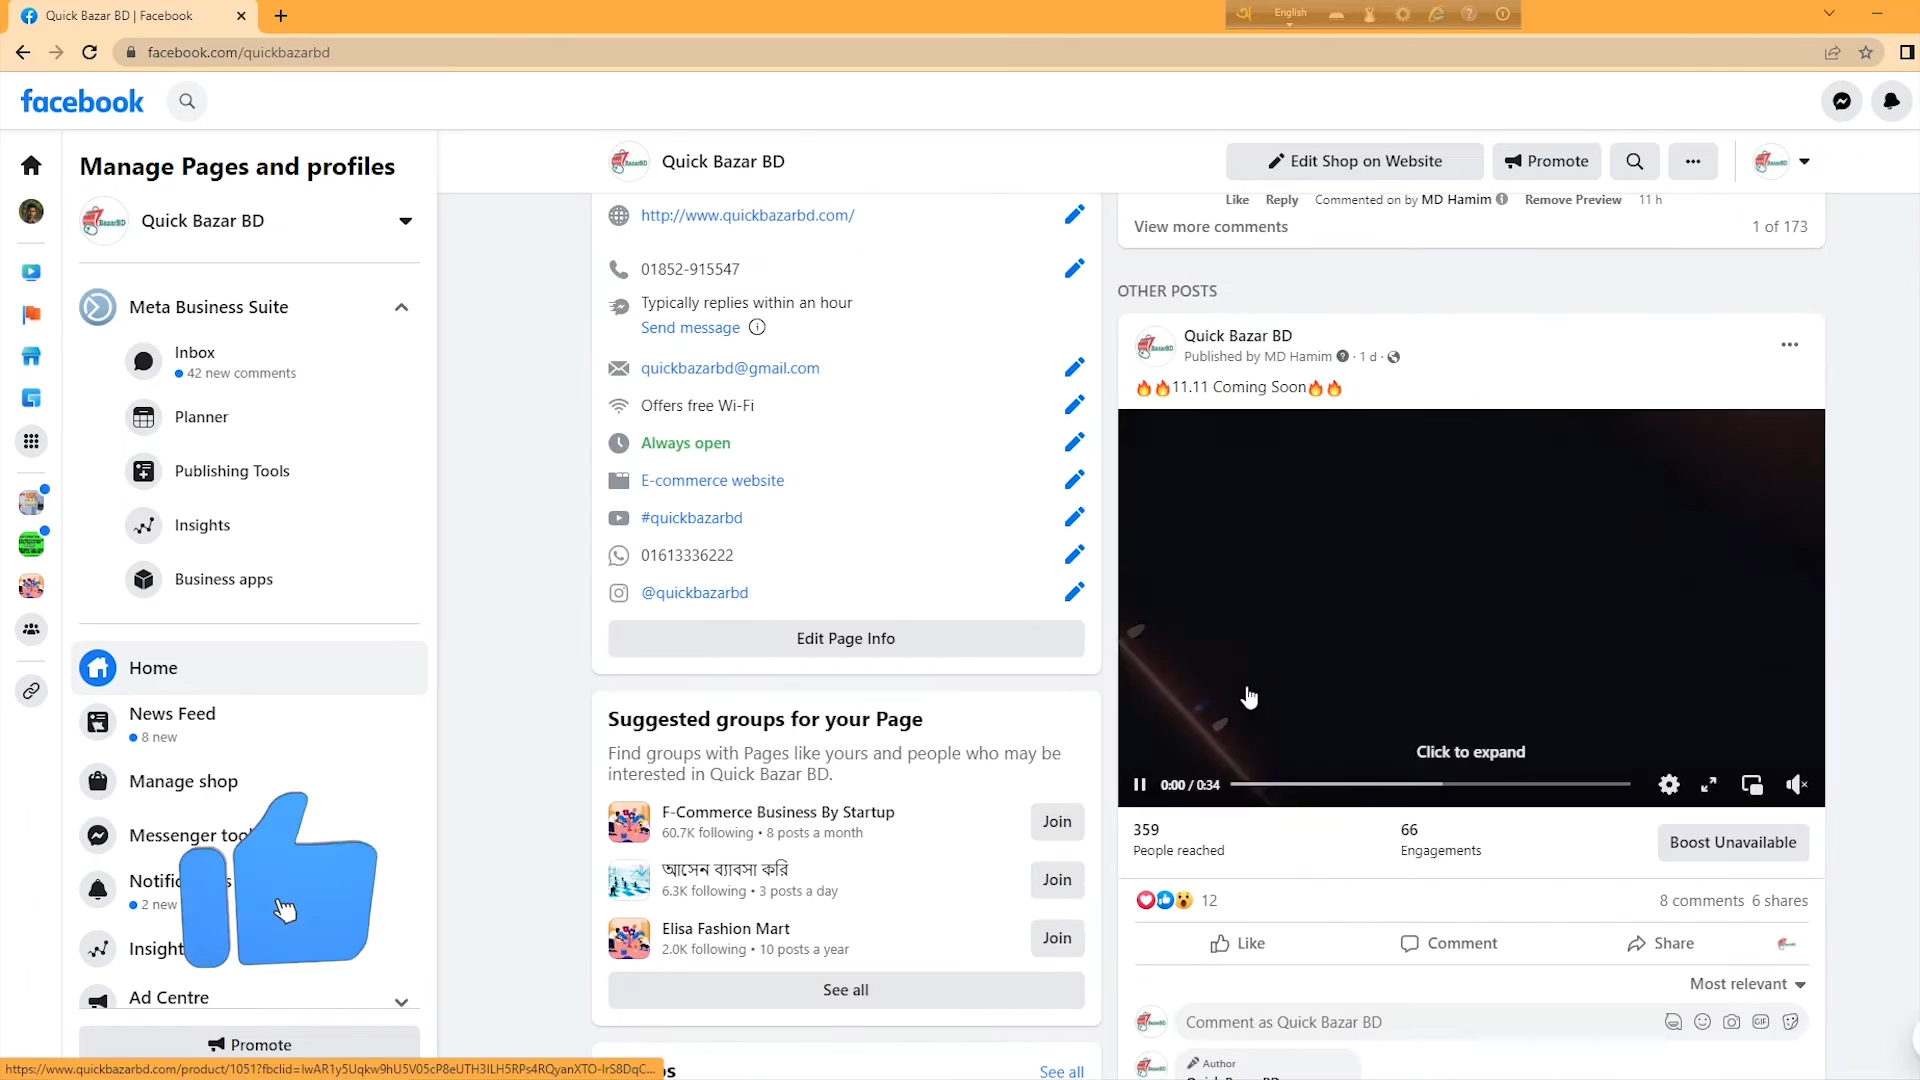 Quick Bazar BD | Facebook
English
facebook.com/quickbazarbd
facebook
Manage Pages and profiles
Quick Bazar BD
Meta Business Suite
Inbox
42 new comments
Planner
Publishing Tools
Insights
Business apps
Home
News Feed
8 new
Manage shop
Messenger too
Notific s
2 new
Insight
Ad Centre
Promote
https://www.quickbazarbd.com/product/1051?fbclid=IwAR1y5Uqkw9hU5V05cP8eUTH3ILH5RPs4RQyanXTO-IrS8DqC...
Quick Bazar BD
Edit Shop on Website
Promote
http://www.quickbazarbd.com/
01852-915547
Typically replies within an hour
Send message
quickbazarbd@gmail.com
Offers free Wi-Fi
Always open
E-commerce website
#quickbazarbd
01613336222
@quickbazarbd
Edit Page Info
Suggested groups for your Page
Find groups with Pages like yours and people who may be
interested in Quick Bazar BD.
F-Commerce Business By Startup
60.7K following • 8 posts a month
Join
আসেন ব্যাবসা করি
6.3K following • 3 posts a day
Join
Elisa Fashion Mart
2.0K following • 10 posts a year
Join
See all
See all
Like Reply Commented on by MD Hamim Remove Preview 11 h
View more comments 1 of 173
OTHER POSTS
Quick Bazar BD
Published by MD Hamim · 1 d ·
🔥🔥11.11 Coming Soon🔥🔥
Click to expand
0:00 / 0:34
359
People reached
66
Engagements
Boost Unavailable
12
8 comments 6 shares
Like Comment Share
Most relevant
Comment as Quick Bazar BD
Author